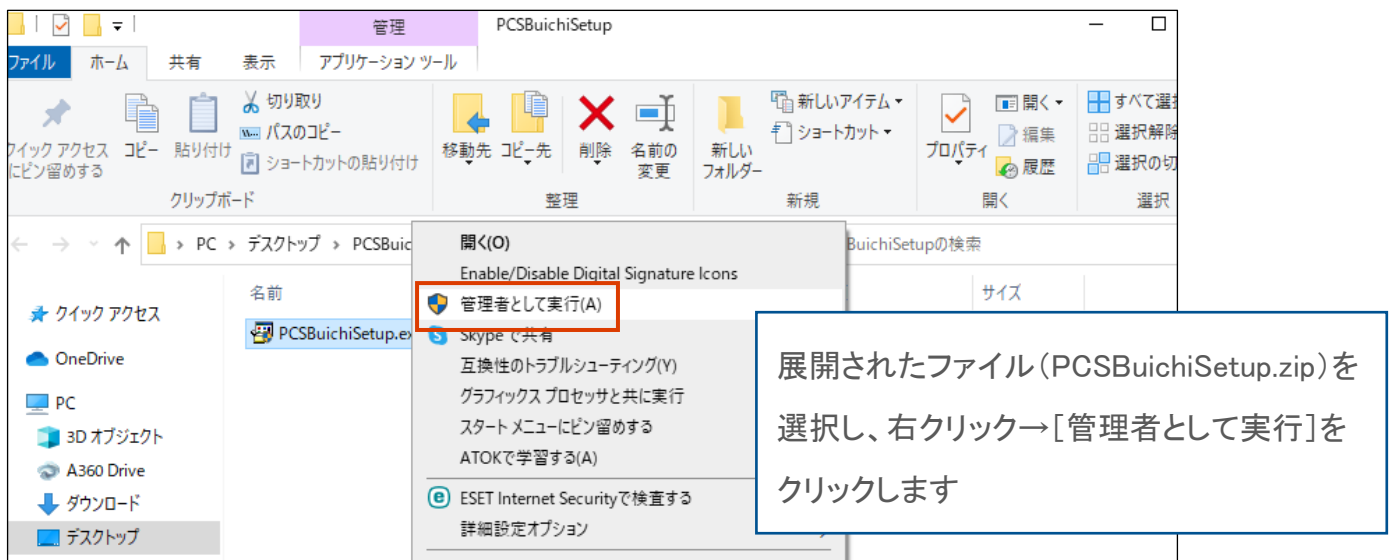 管理
PCSBuichiSetup
ファイル
ホーム
共有
表示
アプリケーション ツール
クイック アクセス
にピン留めする
コピー
貼り付け
切り取り
パスのコピー
ショートカットの貼り付け
クリップボード
移動先
コピー先
削除
名前の
変更
整理
新しい
フォルダー
新しいアイテム
ショートカット
新規
プロパティ
開く
編集
履歴
開く
すべて選択
選択解除
選択の切
選択
PC
デスクトップ
PCSBuic
BuichiSetupの検索
名前
サイズ
クイック アクセス
OneDrive
PC
3D オブジェクト
A360 Drive
ダウンロード
デスクトップ
PCSBuichiSetup.ex
開く(O)
Enable/Disable Digital Signature Icons
管理者として実行(A)
Skype で共有
互換性のトラブルシューティング(Y)
グラフィックス プロセッサと共に実行
スタート メニューにピン留めする
ATOKで学習する(A)
ESET Internet Securityで検査する
詳細設定オプション
展開されたファイル(PCSBuichiSetup.zip)を
選択し、右クリック→[管理者として実行]を
クリックします